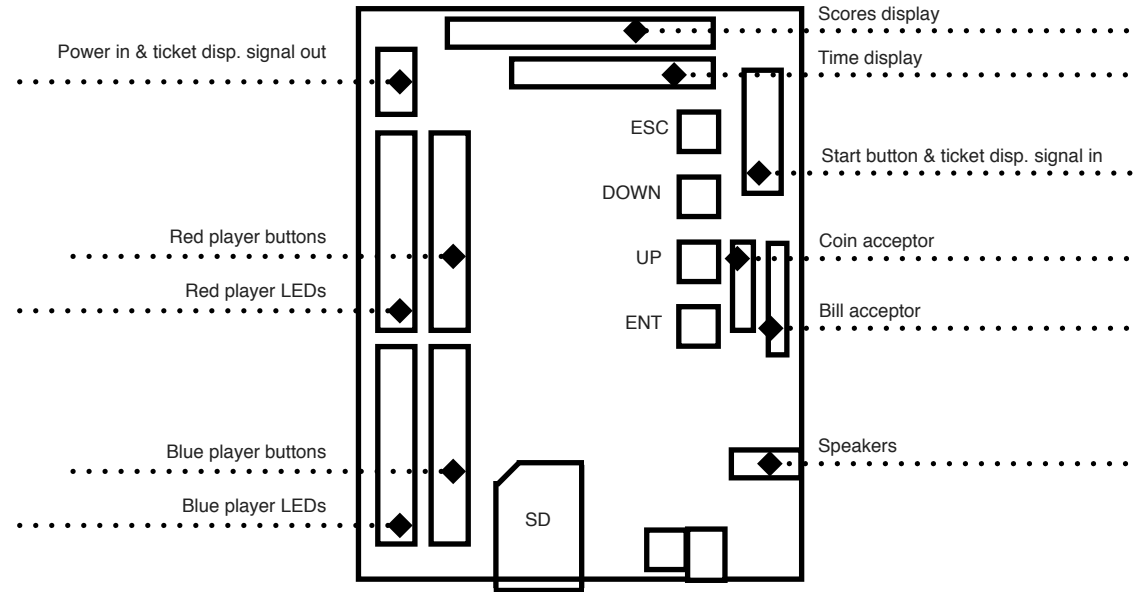 Scores display
Power in & ticket disp. signal out
Time display
ESC
Start button & ticket disp. signal in
DOWN
Red player buttons
Coin acceptor
UP
Red player LEDs
Bill acceptor
ENT
Blue player buttons
Speakers
Blue player LEDs
SD